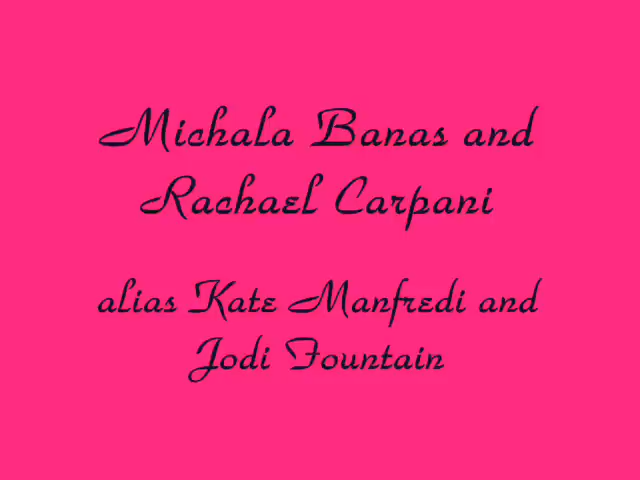 Michala Banas and
Rachael Carpani
alias Kate Manfredi and
Jodi Fountain